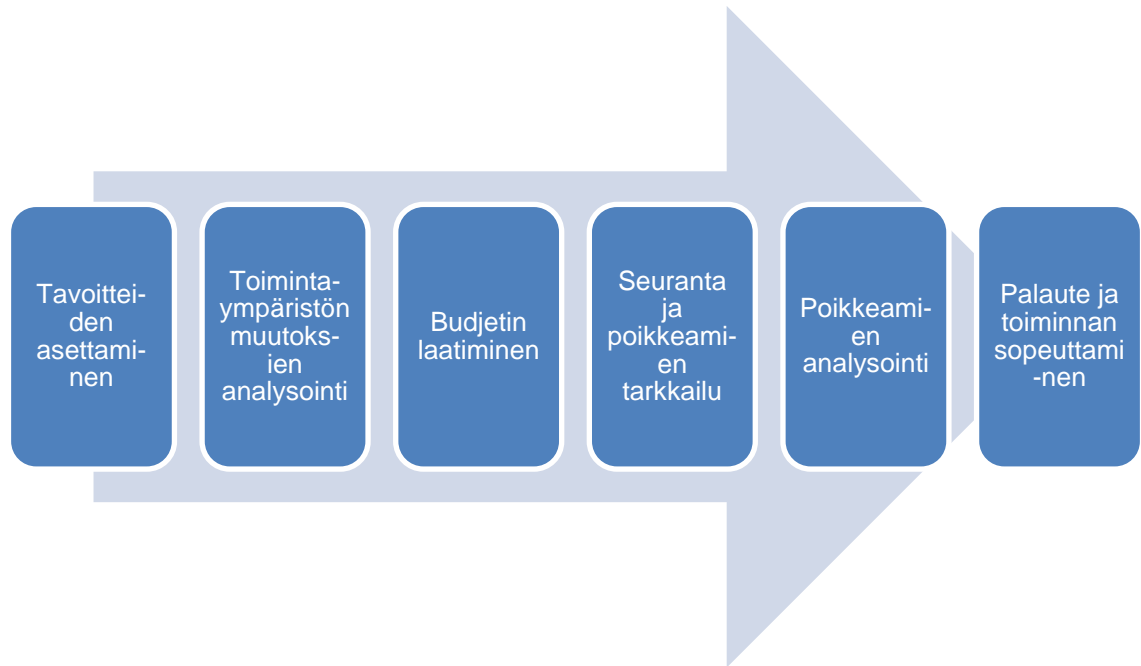 Tavoittei-
den
asettami-
nen
Toiminta-
ympäristön
muutoks-
ien
analysointi
Budjetin
laatiminen
Seuranta
ja
poikkeami-
en
tarkkailu
Poikkeami-
en
analysointi
Palaute ja
toiminnan
sopeuttami
-nen